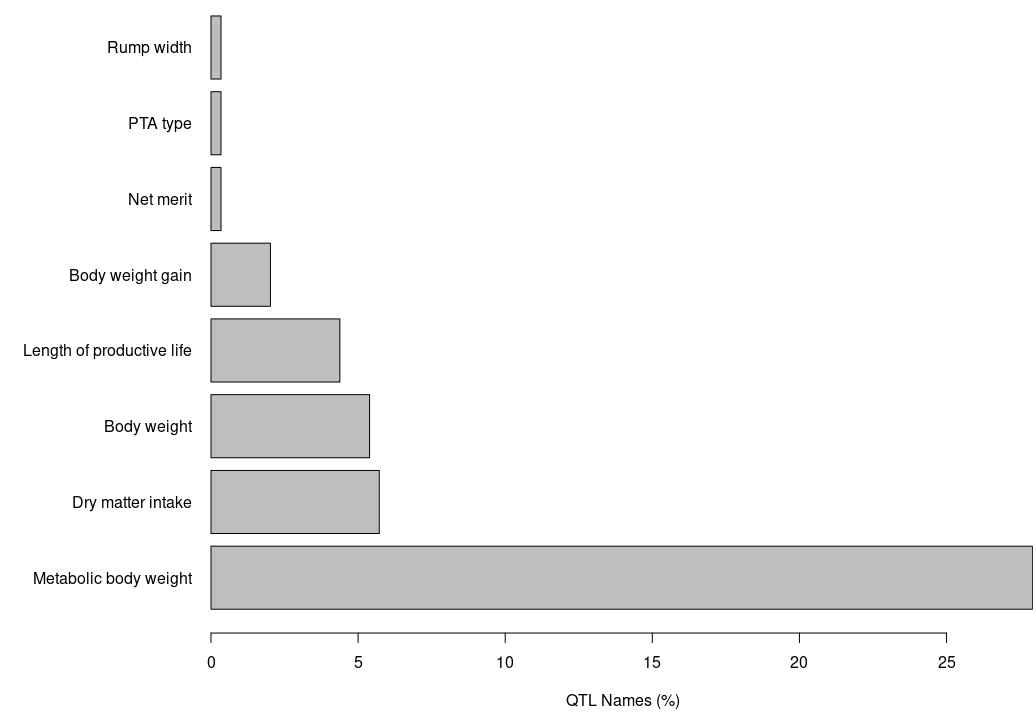 Rump width
PTA type
Net merit
Body weight gain
Length of productive life
Body weight
Dry matter intake
Metabolic body weight
0 5 10 15 20 25
QTL Names (%)